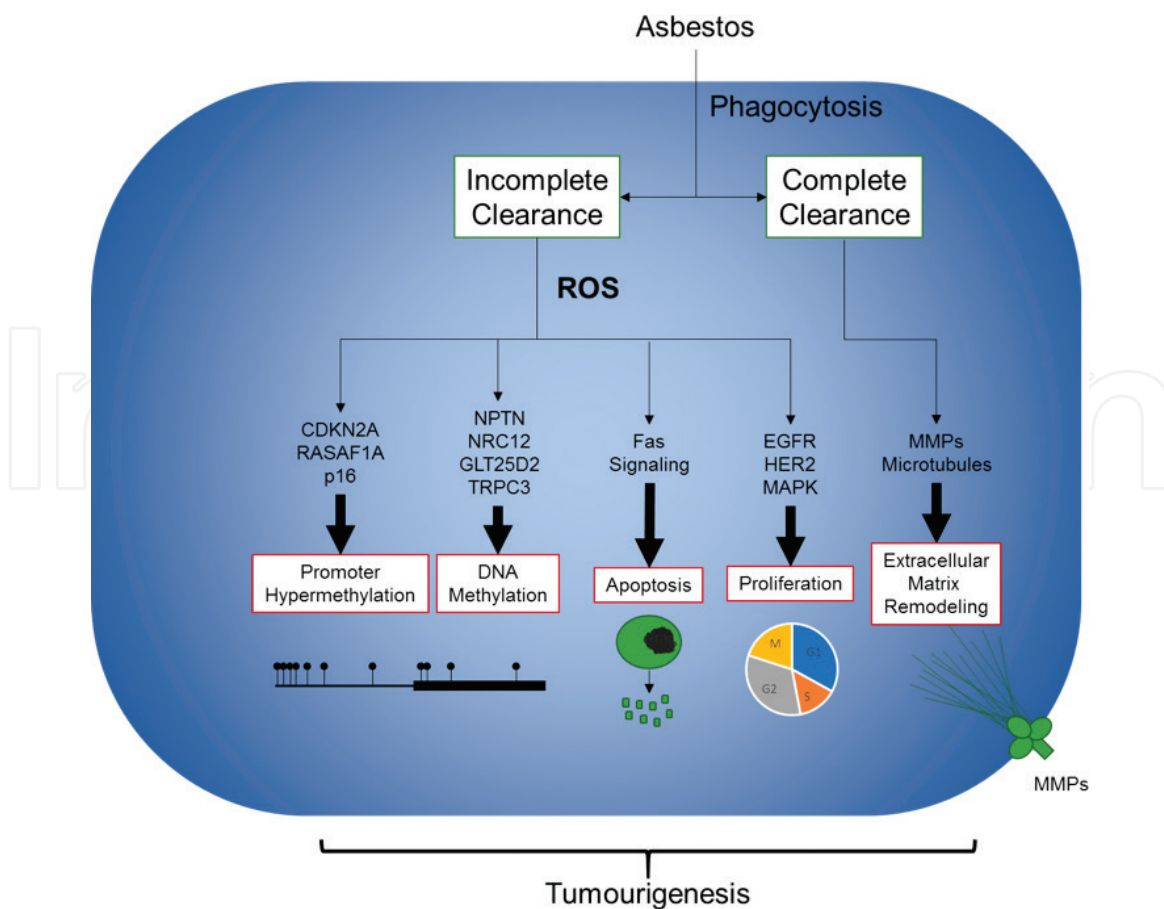 Asbestos
Phagocytosis
Incomplete
Clearance
Complete
Clearance
ROS
CDKN2A
RASAF1A
p16
NPTN
NRC12
GLT25D2
TRPC3
Fas
Signaling
EGFR
HER2
MAPK
MMPs
Microtubules
Promoter
Hypermethylation
DNA
Methylation
Apoptosis
Proliferation
Extracellular
Matrix
Remodeling
M
G1
G2
S
MMPs
Tumourigenesis